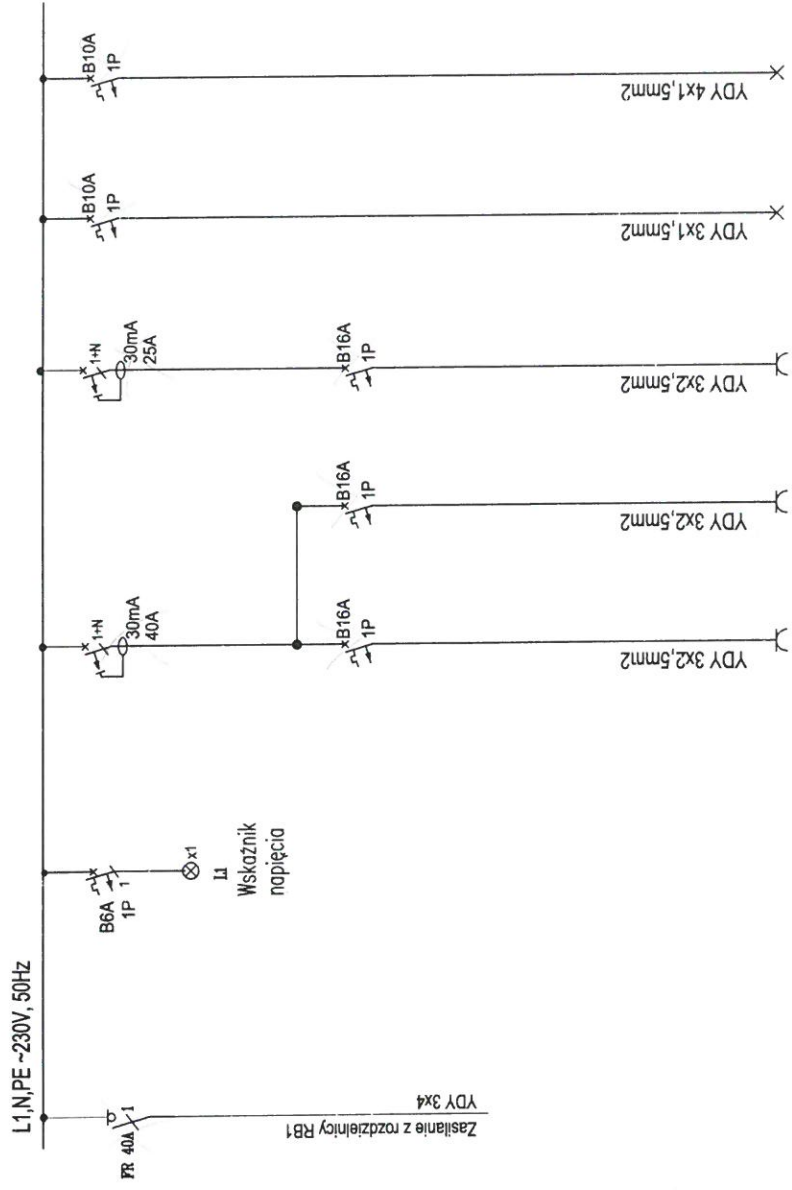 L1,N,PE ~230V, 50Hz
FR 40A
1
Zasilanie z rozdzielnicy RB1
YDY 3x4
B6A
1P
1
x1
L1
Wskaźnik
napięcia
1+N
30mA
40A
B16A
1P
YDY 3x2,5mm2
B16A
1P
YDY 3x2,5mm2
1+N
30mA
25A
B16A
1P
YDY 3x2,5mm2
B10A
1P
YDY 3x1,5mm2
B10A
1P
YDY 4x1,5mm2